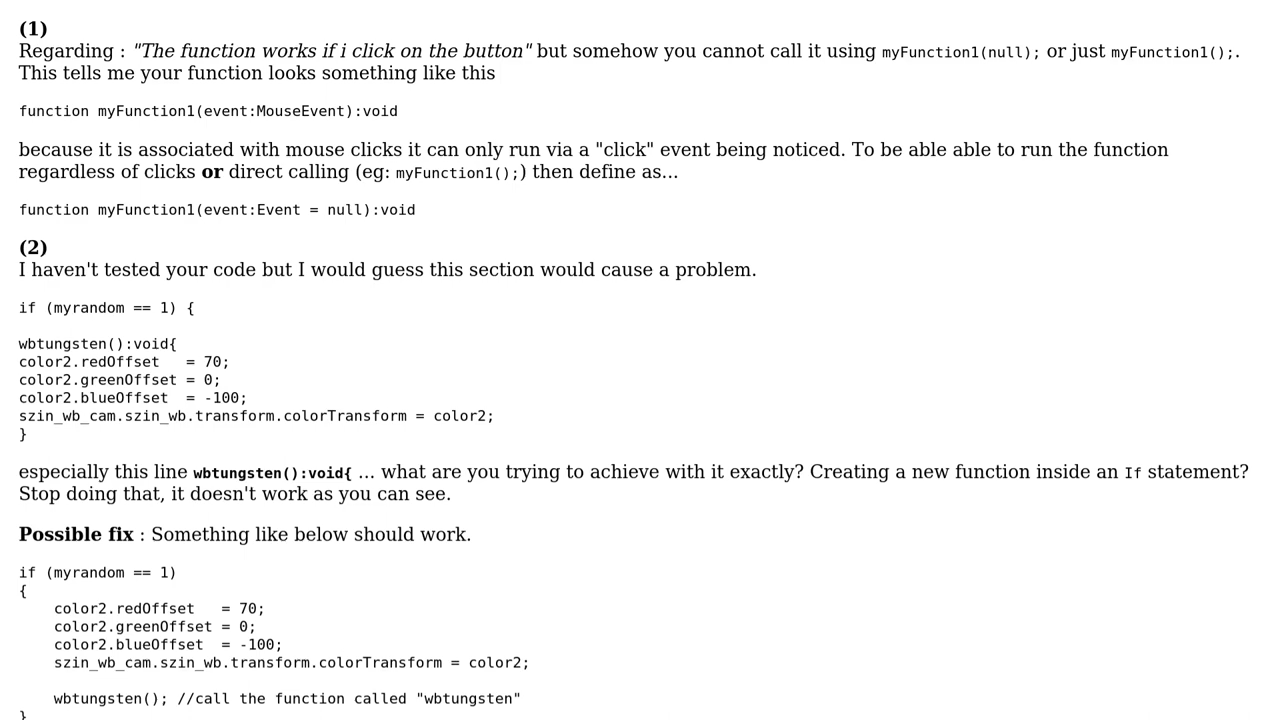 (1)
Regarding : "The function works if i click on the button" but somehow you cannot call it using myFunction1(null); or just myFunction1();.
This tells me your function looks something like this
function myFunction1(event:MouseEvent):void
because it is associated with mouse clicks it can only run via a "click" event being noticed. To be able able to run the function
regardless of clicks or direct calling (eg: myFunction1();) then define as...
function myFunction1(event:Event = null):void
(2)
I haven't tested your code but I would guess this section would cause a problem.
if (myrandom == 1) {
wbtungsten():void{
color2.redOffset   = 70;
color2.greenOffset = 0;
color2.blueOffset  = -100;
szin_wb_cam.szin_wb.transform.colorTransform = color2;
}
especially this line wbtungsten():void{ ... what are you trying to achieve with it exactly? Creating a new function inside an If statement?
Stop doing that, it doesn't work as you can see.
Possible fix : Something like below should work.
if (myrandom == 1)
{
    color2.redOffset   = 70;
    color2.greenOffset = 0;
    color2.blueOffset  = -100;
    szin_wb_cam.szin_wb.transform.colorTransform = color2;
    wbtungsten(); //call the function called "wbtungsten"
}